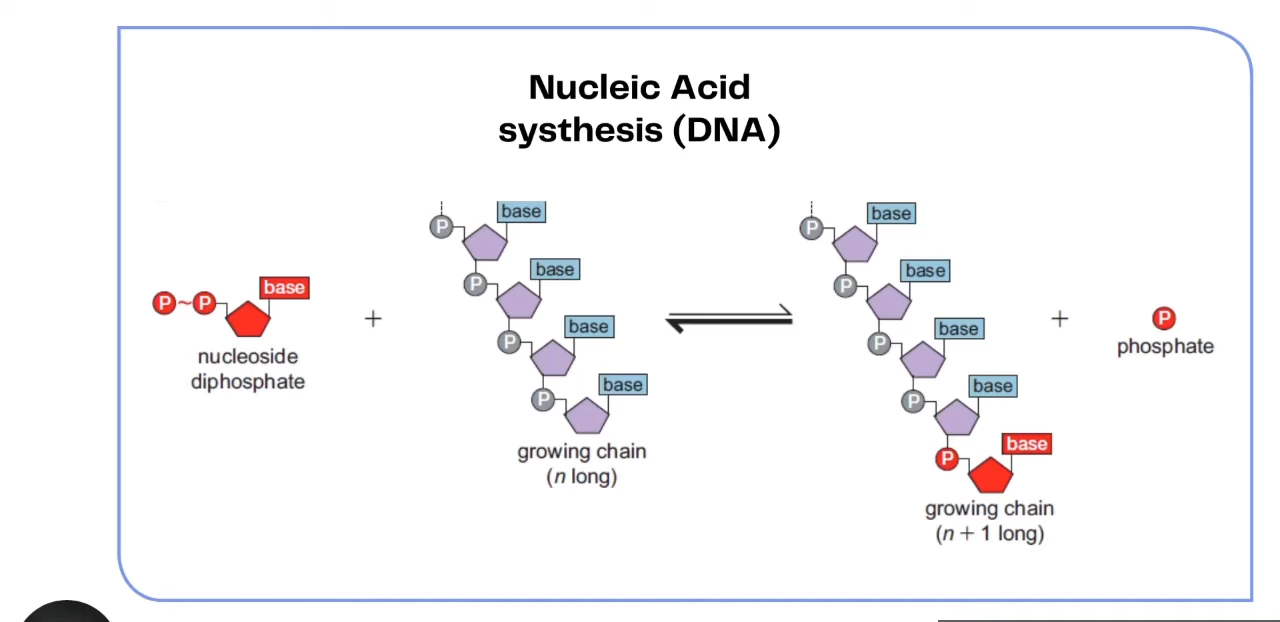 Nucleic Acid
systhesis (DNA)
P~P
base
nucleoside
diphosphate
+
P
base
P
base
P
base
P
base
growing chain
(n long)
P
base
P
base
P
base
P
base
P
base
growing chain
(n + 1 long)
+
P
phosphate